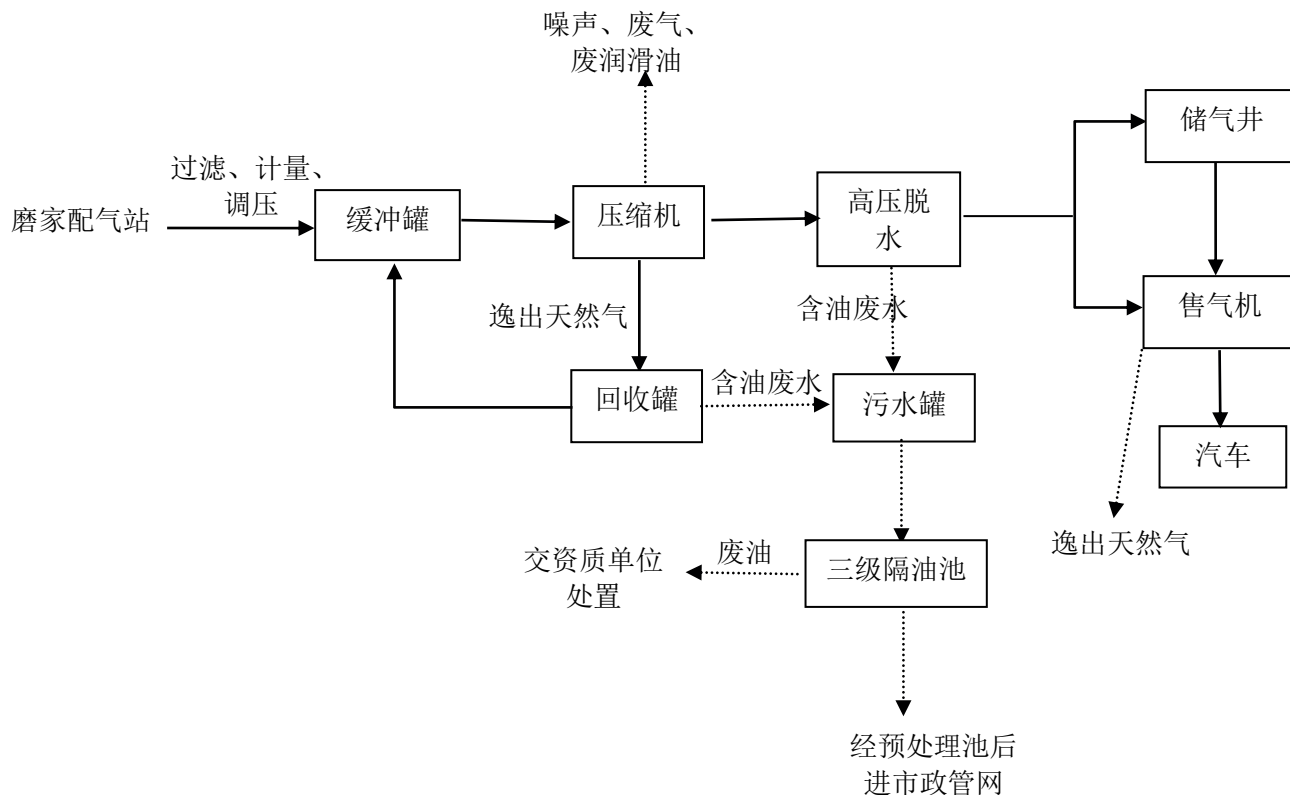 噪声、废气、
废润滑油
储气井
过滤、计量、
调压
磨家配气站
缓冲罐
压缩机
高压脱
水
逸出天然气
含油废水
售气机
回收罐
含油废水
污水罐
汽车
交资质单位
处置
废油
三级隔油池
逸出天然气
经预处理池后
进市政管网